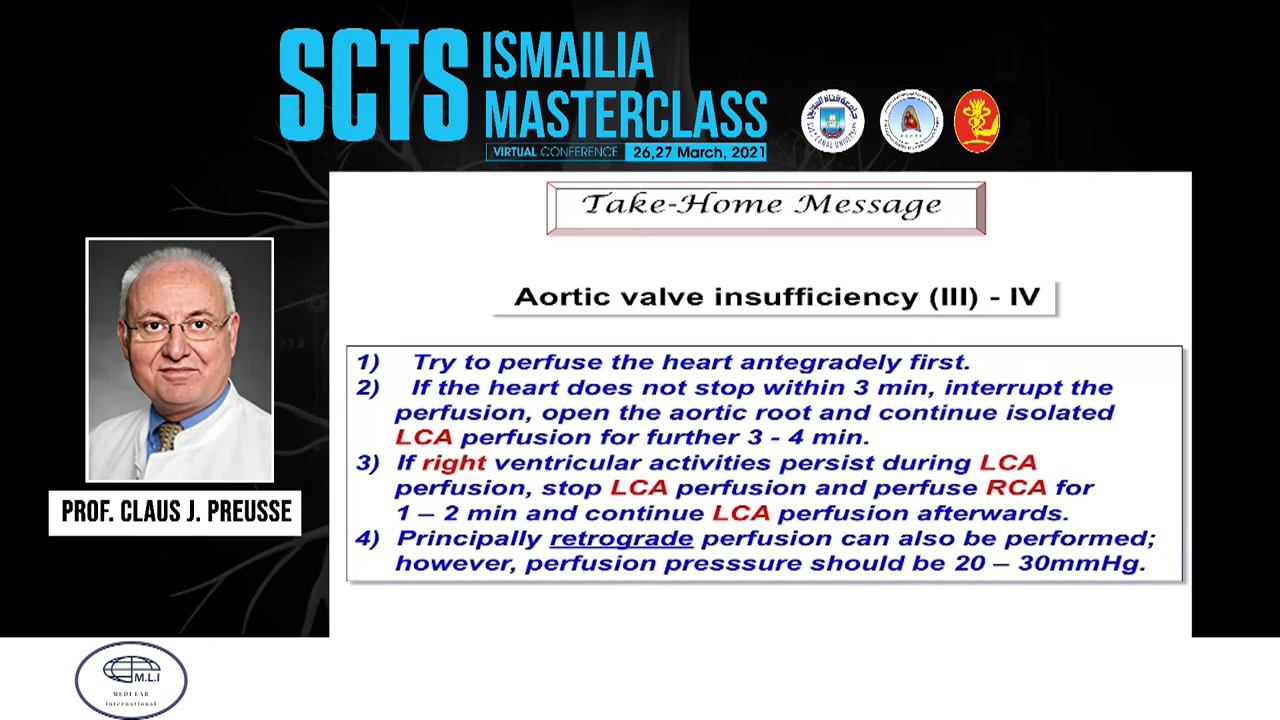 SCTS ISMAILIA
MASTERCLASS
VIRTUAL CONFERENCE 26,27 March, 2021
Take-Home Message
Aortic valve insufficiency (III) - IV
1) Try to perfuse the heart antegradely first.
2) If the heart does not stop within 3 min, interrupt the
perfusion, open the aortic root and continue isolated
LCA perfusion for further 3 - 4 min.
3) If right ventricular activities persist during LCA
perfusion, stop LCA perfusion and perfuse RCA for
1 – 2 min and continue LCA perfusion afterwards.
4) Principally retrograde perfusion can also be performed;
however, perfusion presssure should be 20 – 30mmHg.
PROF. CLAUS J. PREUSSE
M.L.I
MEDI LAB
International